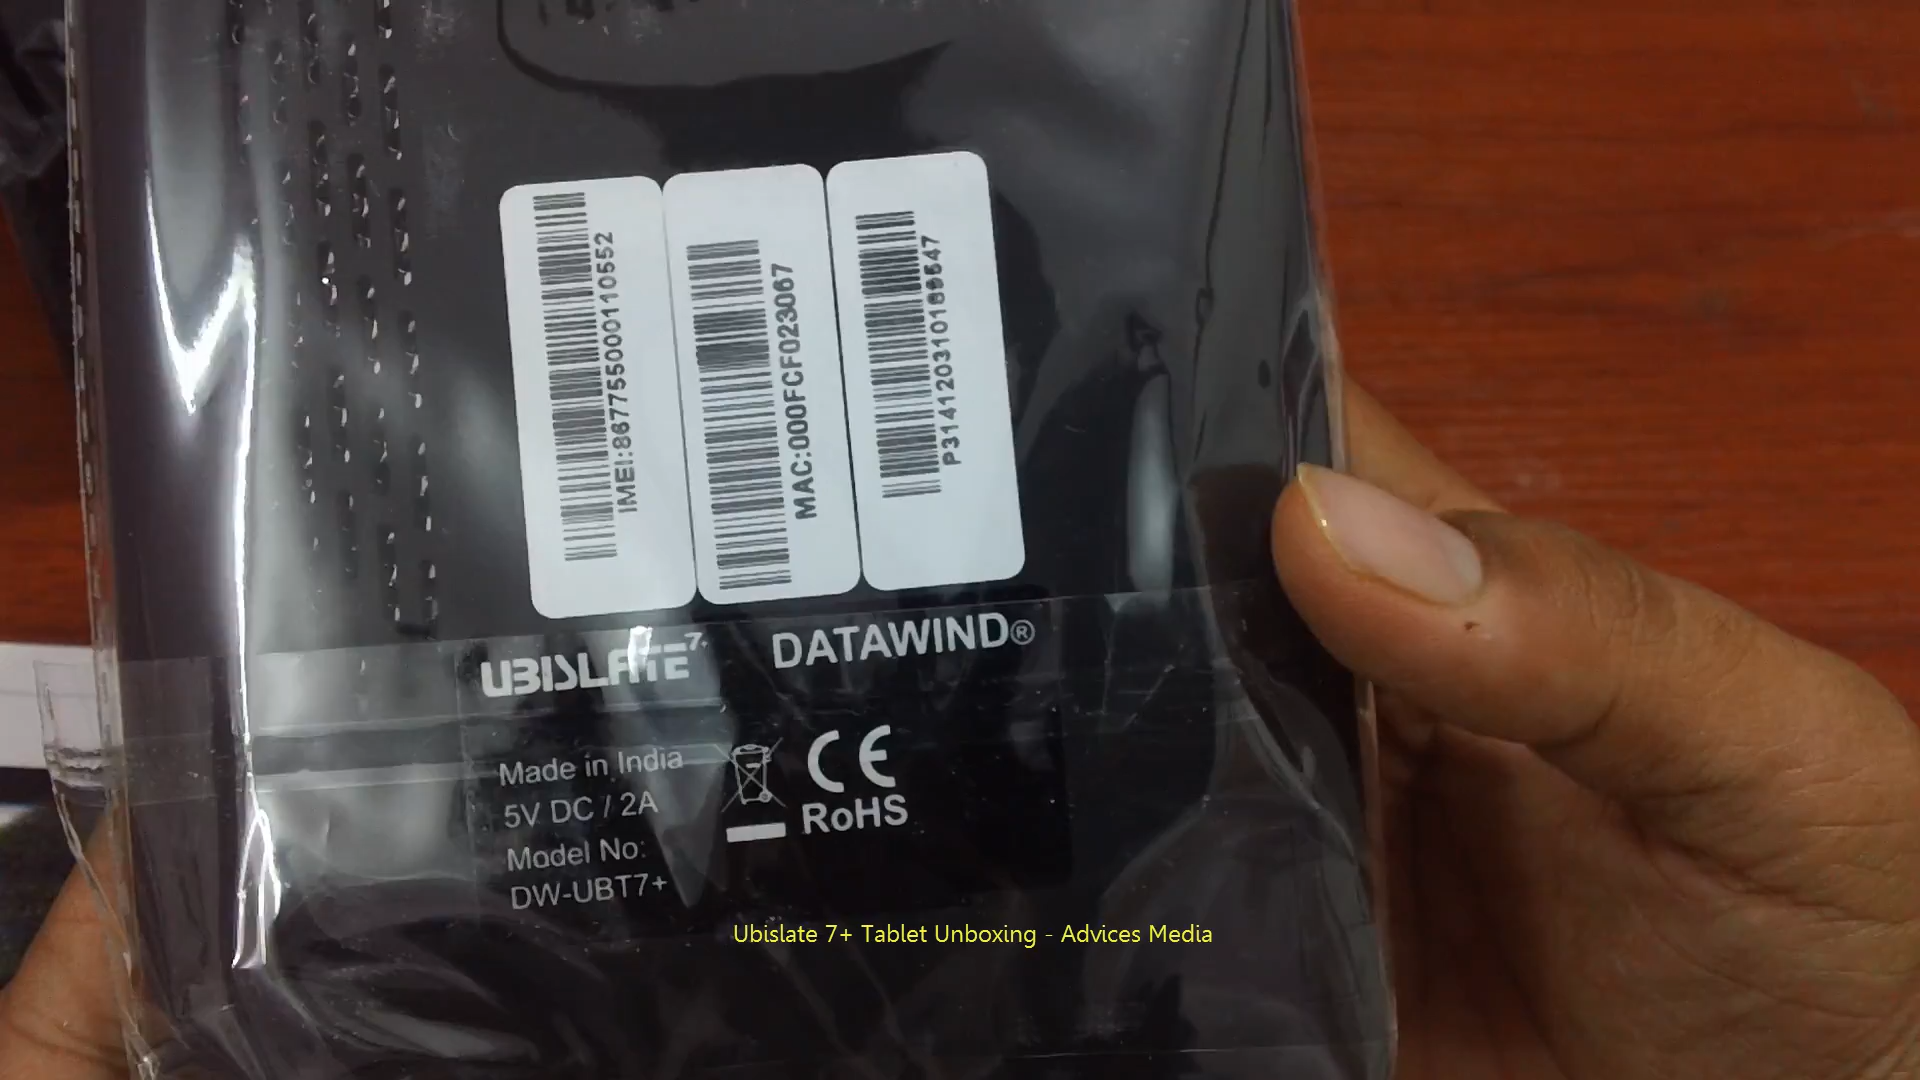 IMEI:867755000110552
MAC:000FCF023067
UBISLATE 7+
DATAWIND®
Made in India
5V DC / 2A
Model No:
DW-UBT7+
CE
RoHS
Ubislate 7+ Tablet Unboxing - Advices Media